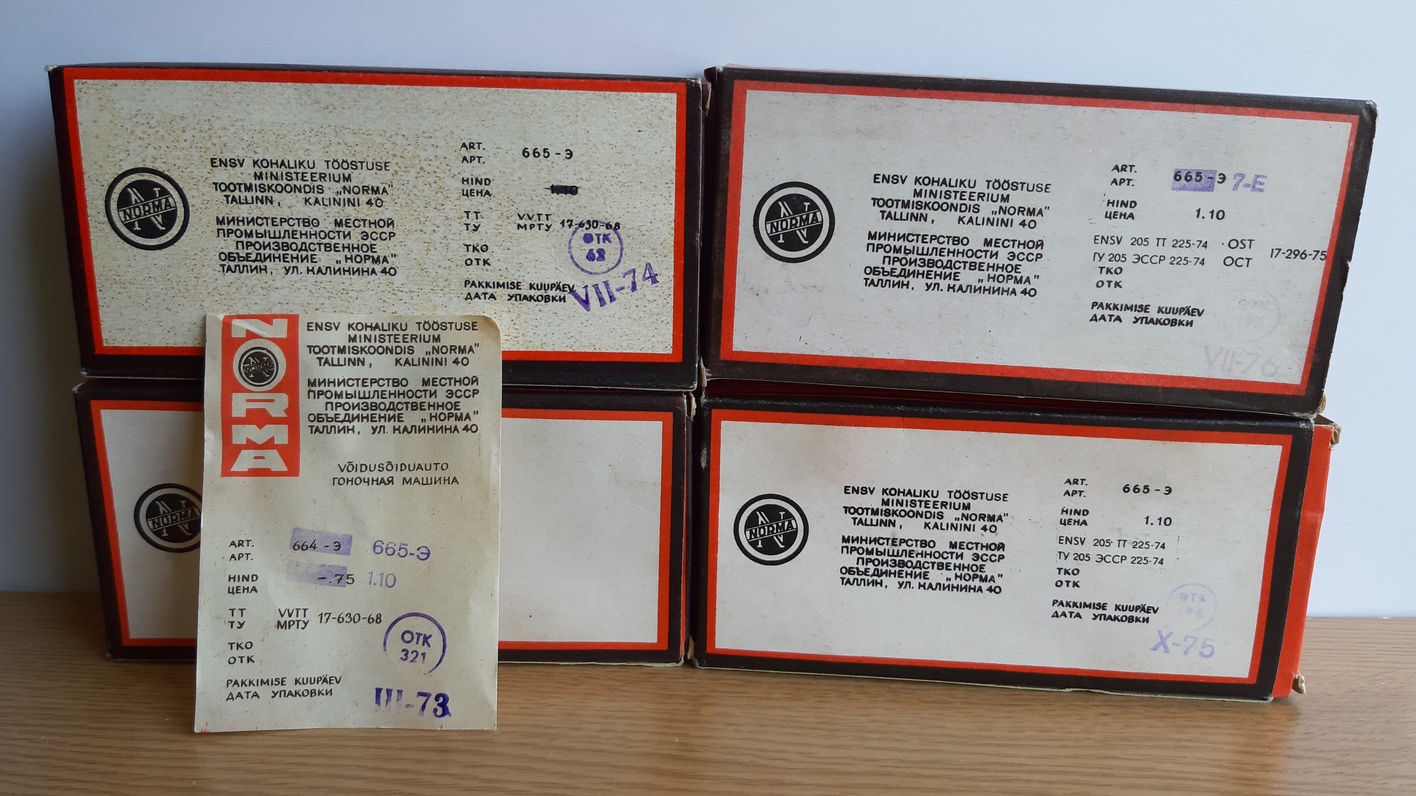 NORMA
ENSV KOHALIKU TÖÖSTUSE
MINISTEERIUM
TOOTMISKOONDIS „NORMA"
TALLINN, KALININI 40
МИНИСТЕРСТВО МЕСТНОЙ
ПРОМЫШЛЕННОСТИ ЭССР
ПРОИЗВОДСТВЕННОЕ
ОБЪЕДИНЕНИЕ „НОРМА"
ТАЛЛИН, УЛ. КАЛИНИНА 40
ART.
АРТ. 665-Э
HIND
ЦЕНА 1.10
TT VVTT
ТУ МРТУ 17-630-68
TKO
ОТК
ОТК
62
PAKKIMISE KUUPÄEV
ДАТА УПАКОВКИ
VII-74
NORMA
ENSV KOHALIKU TÖÖSTUSE
MINISTEERIUM
TOOTMISKOONDIS „NORMA"
TALLINN, KALININI 40
МИНИСТЕРСТВО МЕСТНОЙ
ПРОМЫШЛЕННОСТИ ЭССР
ПРОИЗВОДСТВЕННОЕ
ОБЪЕДИНЕНИЕ „НОРМА"
ТАЛЛИН, УЛ. КАЛИНИНА 40
ART.
АРТ. 665-Э 7-Е
HIND
ЦЕНА 1.10
ENSV 205 TT 225-74 · OST
ТУ 205 ЭССР 225-74 ОСТ 17-296-75
TKO
ОТК
PAKKIMISE KUUPÄEV
ДАТА УПАКОВКИ
VII-76
NORMA
NORMA
NORMA
ENSV KOHALIKU TÖÖSTUSE
MINISTEERIUM
TOOTMISKOONDIS „NORMA"
TALLINN, KALININI 40
МИНИСТЕРСТВО МЕСТНОЙ
ПРОМЫШЛЕННОСТИ ЭССР
ПРОИЗВОДСТВЕННОЕ
ОБЪЕДИНЕНИЕ „НОРМА"
ТАЛЛИН, УЛ. КАЛИНИНА 40
VÕIDUSÕIDUAUTO
ГОНОЧНАЯ МАШИНА
ART.
АРТ. 664-Э 665-Э
HIND
ЦЕНА -.75 1.10
TT VVTT
ТУ МРТУ 17-630-68
TKO
ОТК
ОТК
321
PAKKIMISE KUUPÄEV
ДАТА УПАКОВКИ
III-73
NORMA
ENSV KOHALIKU TÖÖSTUSE
MINISTEERIUM
TOOTMISKOONDIS „NORMA"
TALLINN, KALININI 40
МИНИСТЕРСТВО МЕСТНОЙ
ПРОМЫШЛЕННОСТИ ЭССР
ПРОИЗВОДСТВЕННОЕ
ОБЪЕДИНЕНИЕ „НОРМА"
ТАЛЛИН, УЛ. КАЛИНИНА 40
ART.
АРТ. 665-Э
HIND
ЦЕНА 1.10
ENSV 205 TT 225-74
ТУ 205 ЭССР 225-74
TKO
ОТК
ОТК
PAKKIMISE KUUPÄEV
ДАТА УПАКОВКИ
X-75